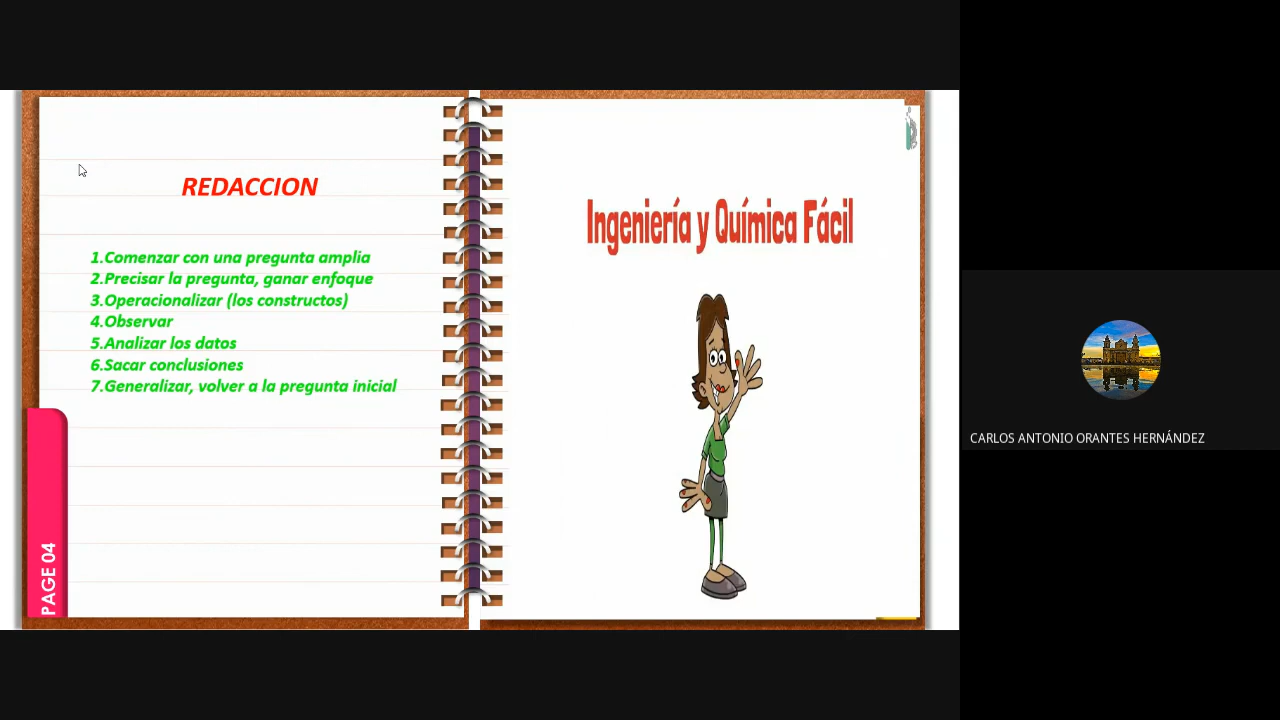 REDACCION
1.Comenzar con una pregunta amplia
2.Precisar la pregunta, ganar enfoque
3.Operacionalizar (los constructos)
4.Observar
5.Analizar los datos
6.Sacar conclusiones
7.Generalizar, volver a la pregunta inicial
PAGE 04
Ingeniería y Química Fácil
CARLOS ANTONIO ORANTES HERNÁNDEZ